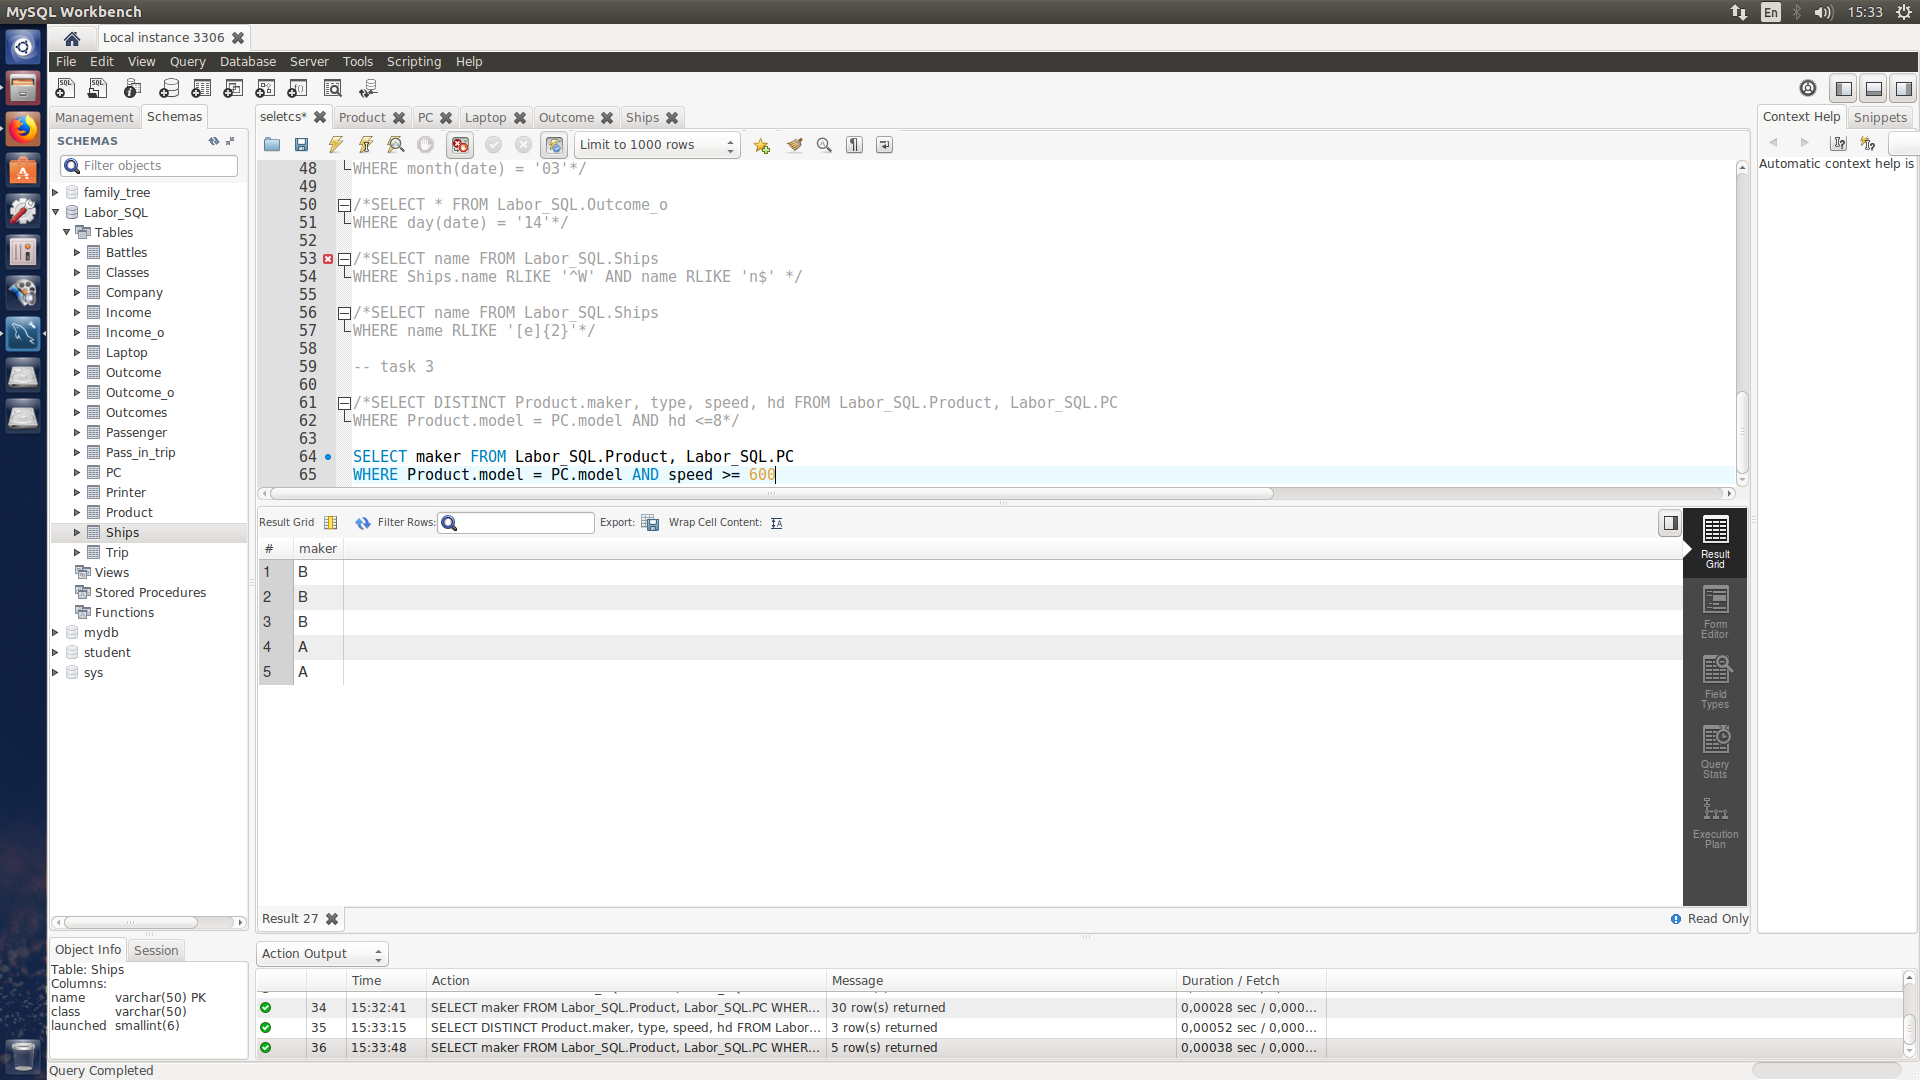 MySQL Workbench
En
15:33
Local instance 3306
File Edit View Query Database Server Tools Scripting Help
Management Schemas
seletcs* Product PC Laptop Outcome Ships
Context Help Snippets
SCHEMAS
Limit to 1000 rows
Filter objects
Automatic context help is
family_tree
Labor_SQL
Tables
Battles
Classes
Company
Income
Income_o
Laptop
Outcome
Outcome_o
Outcomes
Passenger
Pass_in_trip
PC
Printer
Product
Ships
Trip
Views
Stored Procedures
Functions
mydb
student
sys
48 WHERE month(date) = '03'*/
49
50 /*SELECT * FROM Labor_SQL.Outcome_o
51 WHERE day(date) = '14'*/
52
53 /*SELECT name FROM Labor_SQL.Ships
54 WHERE Ships.name RLIKE '^W' AND name RLIKE 'n$' */
55
56 /*SELECT name FROM Labor_SQL.Ships
57 WHERE name RLIKE '[e]{2}'*/
58
59 -- task 3
60
61 /*SELECT DISTINCT Product.maker, type, speed, hd FROM Labor_SQL.Product, Labor_SQL.PC
62 WHERE Product.model = PC.model AND hd <=8*/
63
64 SELECT maker FROM Labor_SQL.Product, Labor_SQL.PC
65 WHERE Product.model = PC.model AND speed >= 600
Result Grid Filter Rows: Export: Wrap Cell Content:
# maker
1 B
2 B
3 B
4 A
5 A
Result Grid
Form Editor
Field Types
Query Stats
Execution Plan
Result 27
Read Only
Object Info Session
Table: Ships
Columns:
name varchar(50) PK
class varchar(50)
launched smallint(6)
Action Output
Time Action Message Duration / Fetch
34 15:32:41 SELECT maker FROM Labor_SQL.Product, Labor_SQL.PC WHER... 30 row(s) returned 0,00028 sec / 0,000...
35 15:33:15 SELECT DISTINCT Product.maker, type, speed, hd FROM Labor... 3 row(s) returned 0,00052 sec / 0,000...
36 15:33:48 SELECT maker FROM Labor_SQL.Product, Labor_SQL.PC WHER... 5 row(s) returned 0,00038 sec / 0,000...
Query Completed